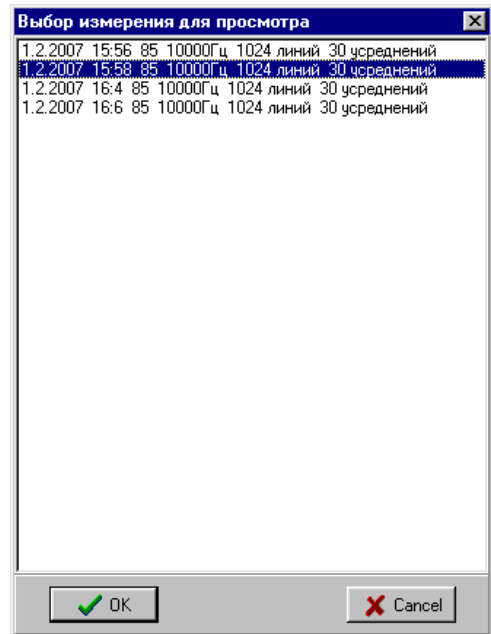 Выбор измерения для просмотра
1.2.2007 15:56 85 10000Гц 1024 линий 30 усреднений
1.2.2007 15:58 85 10000Гц 1024 линий 30 усреднений
1.2.2007 16:4 85 10000Гц 1024 линий 30 усреднений
1.2.2007 16:6 85 10000Гц 1024 линий 30 усреднений
OK Cancel